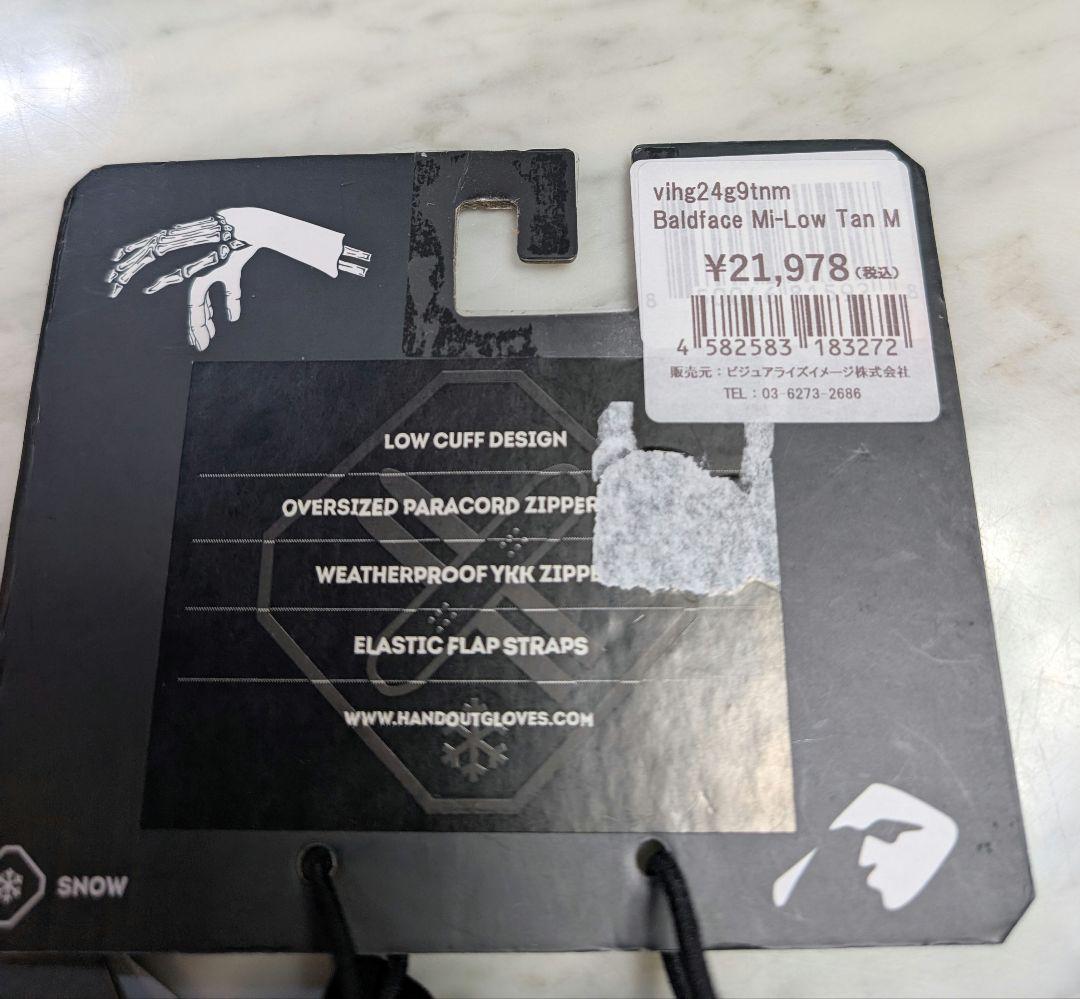 vihg24g9tnm
Baldface Mi-Low Tan M
¥21,978(税込)
4 582583 183272
販売元：ビジュアライズイメージ株式会社
TEL：03-6273-2686
LOW CUFF DESIGN
OVERSIZED PARACORD ZIPPER
WEATHERPROOF YKK ZIPPE
ELASTIC FLAP STRAPS
WWW.HANDOUTGLOVES.COM
SNOW